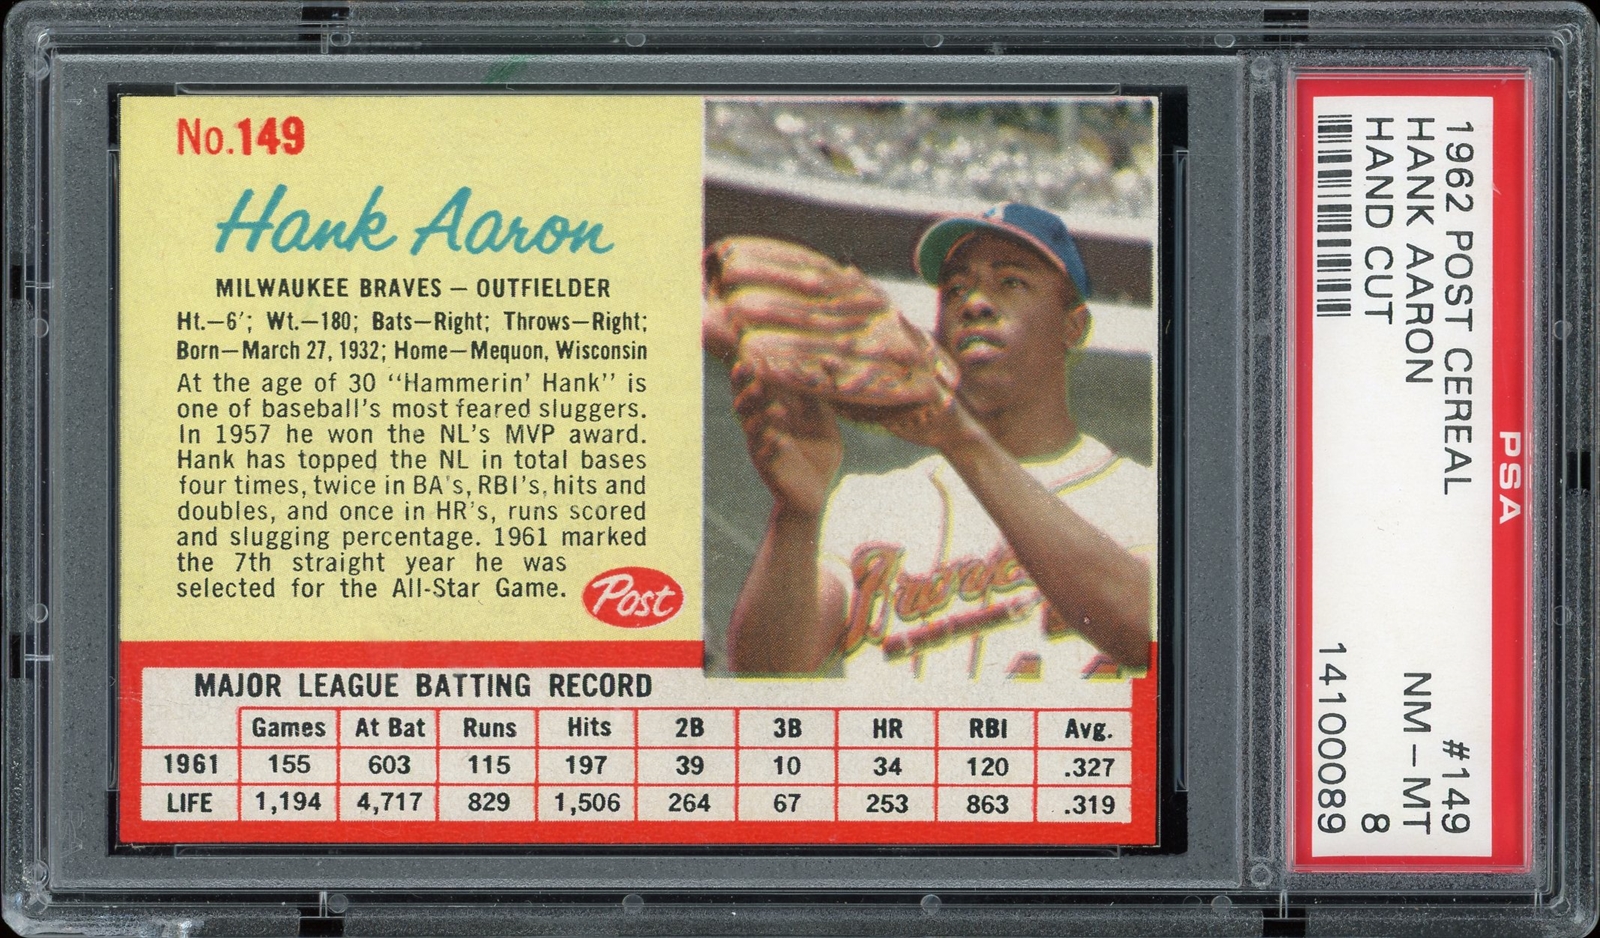 No.149
Hank Aaron
MILWAUKEE BRAVES — OUTFIELDER
Ht.—6'; Wt.—180; Bats—Right; Throws—Right;
Born—March 27, 1932; Home—Mequon, Wisconsin
At the age of 30 “Hammerin’ Hank” is
one of baseball's most feared sluggers.
In 1957 he won the NL's MVP award.
Hank has topped the NL in total bases
four times, twice in BA's, RBI's, hits and
doubles, and once in HR's, runs scored
and slugging percentage. 1961 marked
the 7th straight year he was
selected for the All-Star Game.
Post
Braves
MAJOR LEAGUE BATTING RECORD
Games At Bat Runs Hits 2B 3B HR RBI Avg.
1961 155 603 115 197 39 10 34 120 .327
LIFE 1,194 4,717 829 1,506 264 67 253 863 .319
PSA
1962 POST CEREAL #149
HANK AARON NM - MT
HAND CUT 8
14100089